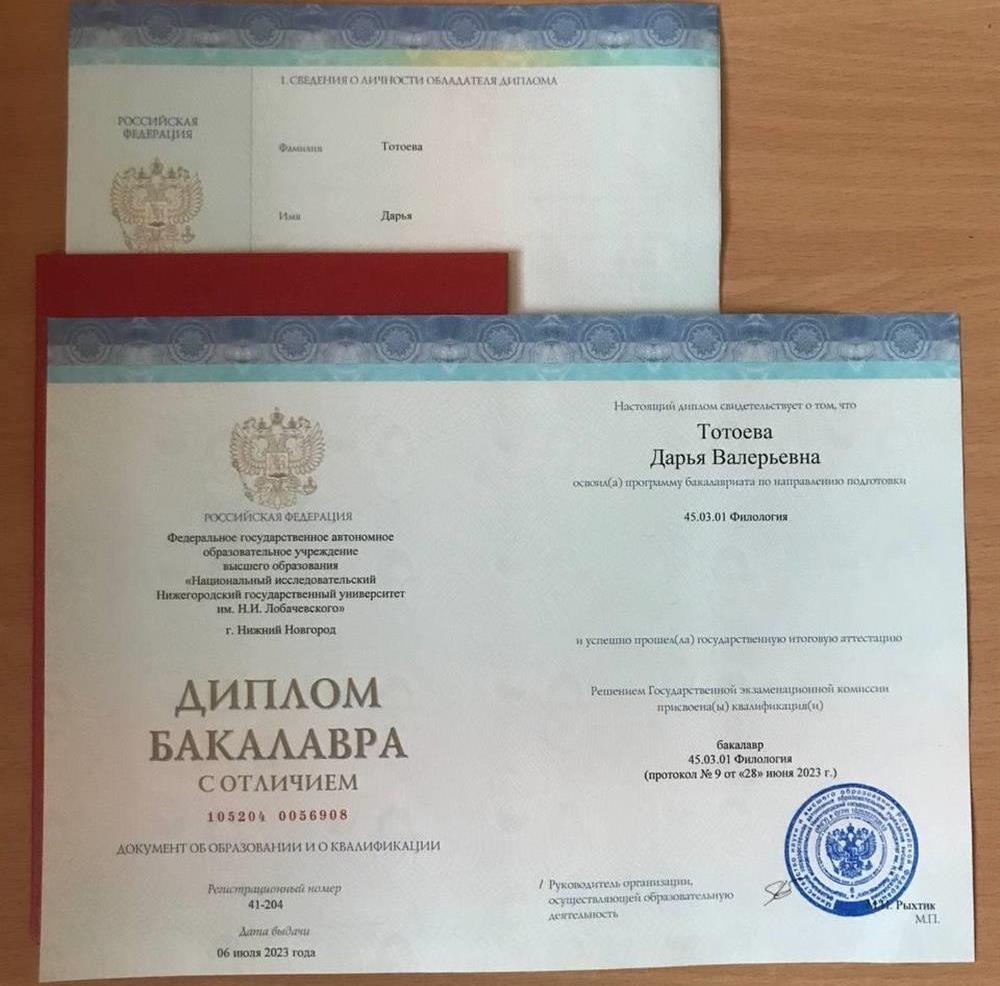 1. СВЕДЕНИЯ О ЛИЧНОСТИ ОБЛАДАТЕЛЯ ДИПЛОМА
РОССИЙСКАЯ
ФЕДЕРАЦИЯ
Фамилия Тотоева
Имя Дарья
РОССИЙСКАЯ ФЕДЕРАЦИЯ
Федеральное государственное автономное
образовательное учреждение
высшего образования
«Национальный исследовательский
Нижегородский государственный университет
им. Н.И. Лобачевского»
г. Нижний Новгород
ДИПЛОМ
БАКАЛАВРА
С ОТЛИЧИЕМ
105204 0056908
ДОКУМЕНТ ОБ ОБРАЗОВАНИИ И О КВАЛИФИКАЦИИ
Регистрационный номер
41-204
Дата выдачи
06 июля 2023 года
Настоящий диплом свидетельствует о том, что
Тотоева
Дарья Валерьевна
освоил(а) программу бакалавриата по направлению подготовки
45.03.01 Филология
и успешно прошел(ла) государственную итоговую аттестацию
Решением Государственной экзаменационной комиссии
присвоена(ы) квалификация(и)
бакалавр
45.03.01 Филология
(протокол № 9 от «28» июня 2023 г.)
/ Руководитель организации,
осуществляющей образовательную
деятельность
Рыхтик
М.П.